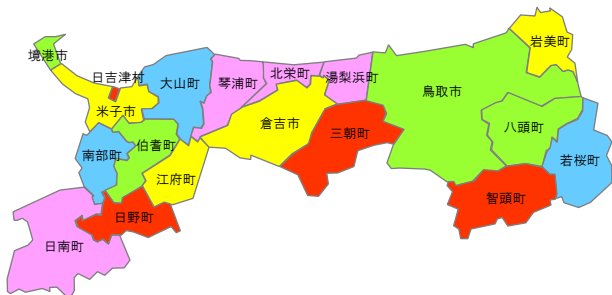 岩美町
境港市
北栄町
日吉津村
大山町
琴浦町
湯梨浜町
鳥取市
米子市
倉吉市
八頭町
三朝町
伯耆町
南部町
若桜町
江府町
智頭町
日野町
日南町